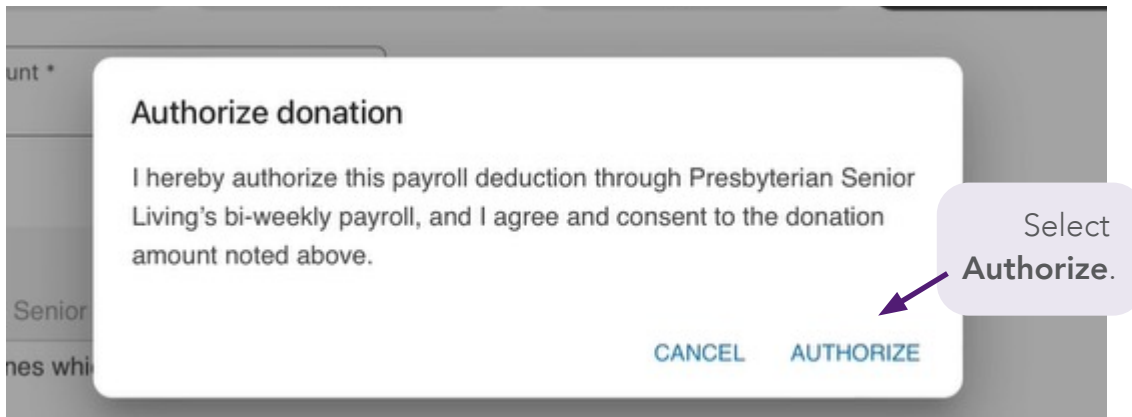 unt *
Authorize donation
I hereby authorize this payroll deduction through Presbyterian Senior
Living's bi-weekly payroll, and I agree and consent to the donation
amount noted above.
Select
Authorize.
Senior
nes whi
CANCEL AUTHORIZE